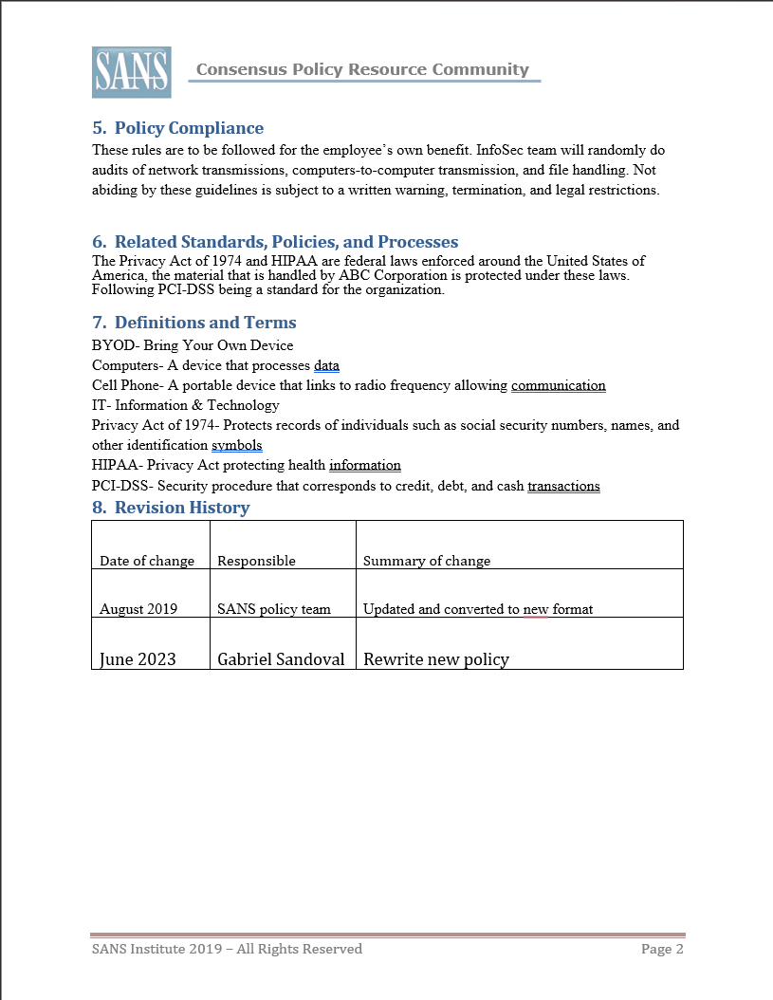 SANS
Consensus Policy Resource Community
5. Policy Compliance
These rules are to be followed for the employee’s own benefit. InfoSec team will randomly do
audits of network transmissions, computers-to-computer transmission, and file handling. Not
abiding by these guidelines is subject to a written warning, termination, and legal restrictions.
6. Related Standards, Policies, and Processes
The Privacy Act of 1974 and HIPAA are federal laws enforced around the United States of
America, the material that is handled by ABC Corporation is protected under these laws.
Following PCI-DSS being a standard for the organization.
7. Definitions and Terms
BYOD- Bring Your Own Device
Computers- A device that processes data
Cell Phone- A portable device that links to radio frequency allowing communication
IT- Information & Technology
Privacy Act of 1974- Protects records of individuals such as social security numbers, names, and
other identification symbols
HIPAA- Privacy Act protecting health information
PCI-DSS- Security procedure that corresponds to credit, debt, and cash transactions
8. Revision History
Date of change Responsible Summary of change
August 2019 SANS policy team Updated and converted to new format
June 2023 Gabriel Sandoval Rewrite new policy
SANS Institute 2019 – All Rights Reserved Page 2